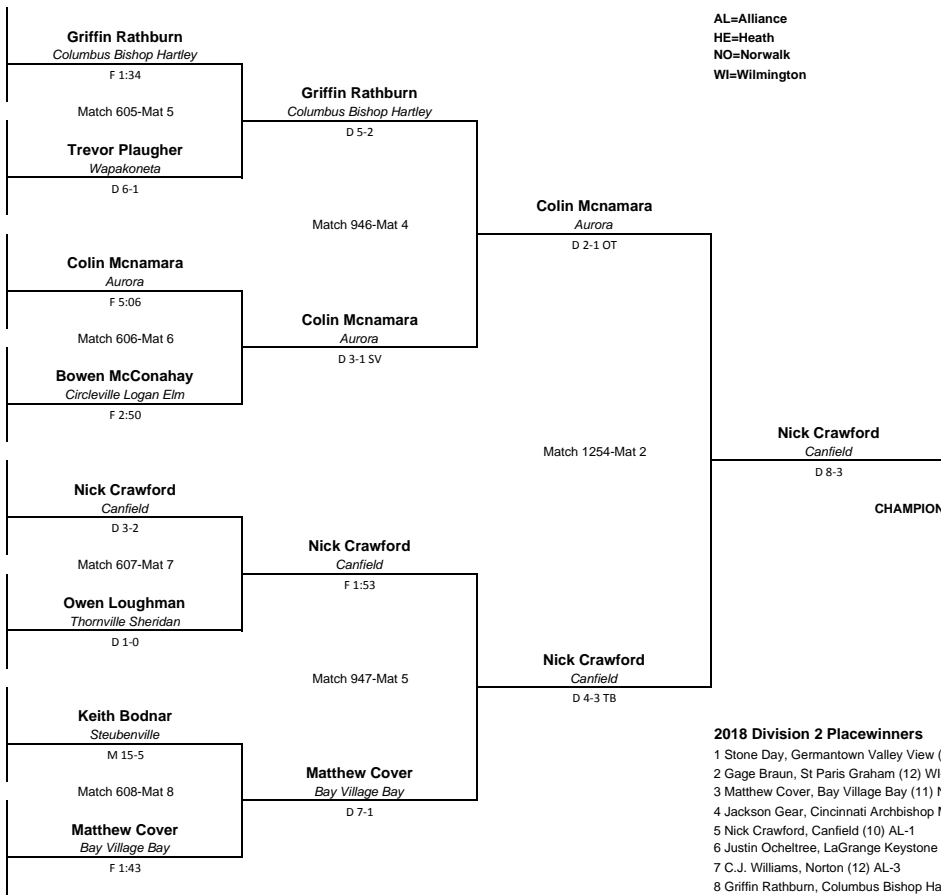 AL=Alliance
HE=Heath
NO=Norwalk
WI=Wilmington
Griffin Rathburn
Columbus Bishop Hartley
F 1:34
Match 605-Mat 5
Trevor Plaugher
Wapakoneta
D 6-1
Colin Mcnamara
Aurora
F 5:06
Match 606-Mat 6
Bowen McConahay
Circleville Logan Elm
F 2:50
Nick Crawford
Canfield
D 3-2
Match 607-Mat 7
Owen Loughman
Thornville Sheridan
D 1-0
Keith Bodnar
Steubenville
M 15-5
Match 608-Mat 8
Matthew Cover
Bay Village Bay
F 1:43
Griffin Rathburn
Columbus Bishop Hartley
D 5-2
Match 946-Mat 4
Colin Mcnamara
Aurora
D 3-1 SV
Nick Crawford
Canfield
F 1:53
Match 947-Mat 5
Matthew Cover
Bay Village Bay
D 7-1
Colin Mcnamara
Aurora
D 2-1 OT
Match 1254-Mat 2
Nick Crawford
Canfield
D 4-3 TB
Nick Crawford
Canfield
D 8-3
CHAMPION
2018 Division 2 Placewinners
1 Stone Day, Germantown Valley View (
2 Gage Braun, St Paris Graham (12) WI
3 Matthew Cover, Bay Village Bay (11) N
4 Jackson Gear, Cincinnati Archbishop M
5 Nick Crawford, Canfield (10) AL-1
6 Justin Ocheltree, LaGrange Keystone
7 C.J. Williams, Norton (12) AL-3
8 Griffin Rathburn, Columbus Bishop Ha